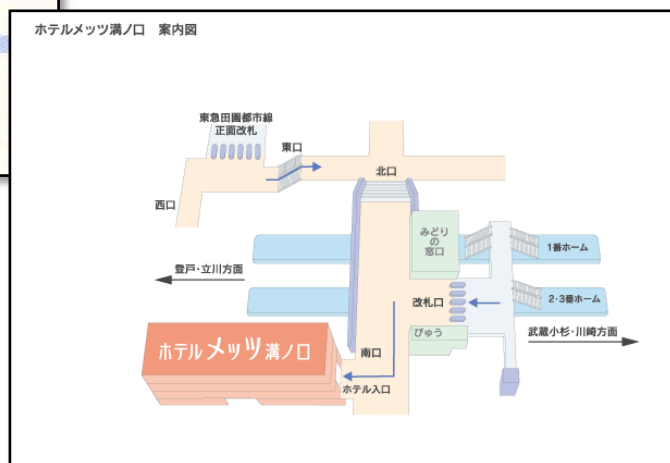 ホテルメッツ溝ノ口 案内図
東急田園都市線
正面改札
東口
北口
西口
みどり
の
窓口
1番ホーム
登戸・立川方面
改札口
2・3番ホーム
びゅう
武蔵小杉・川崎方面
ホテルメッツ溝ノ口
南口
ホテル入口